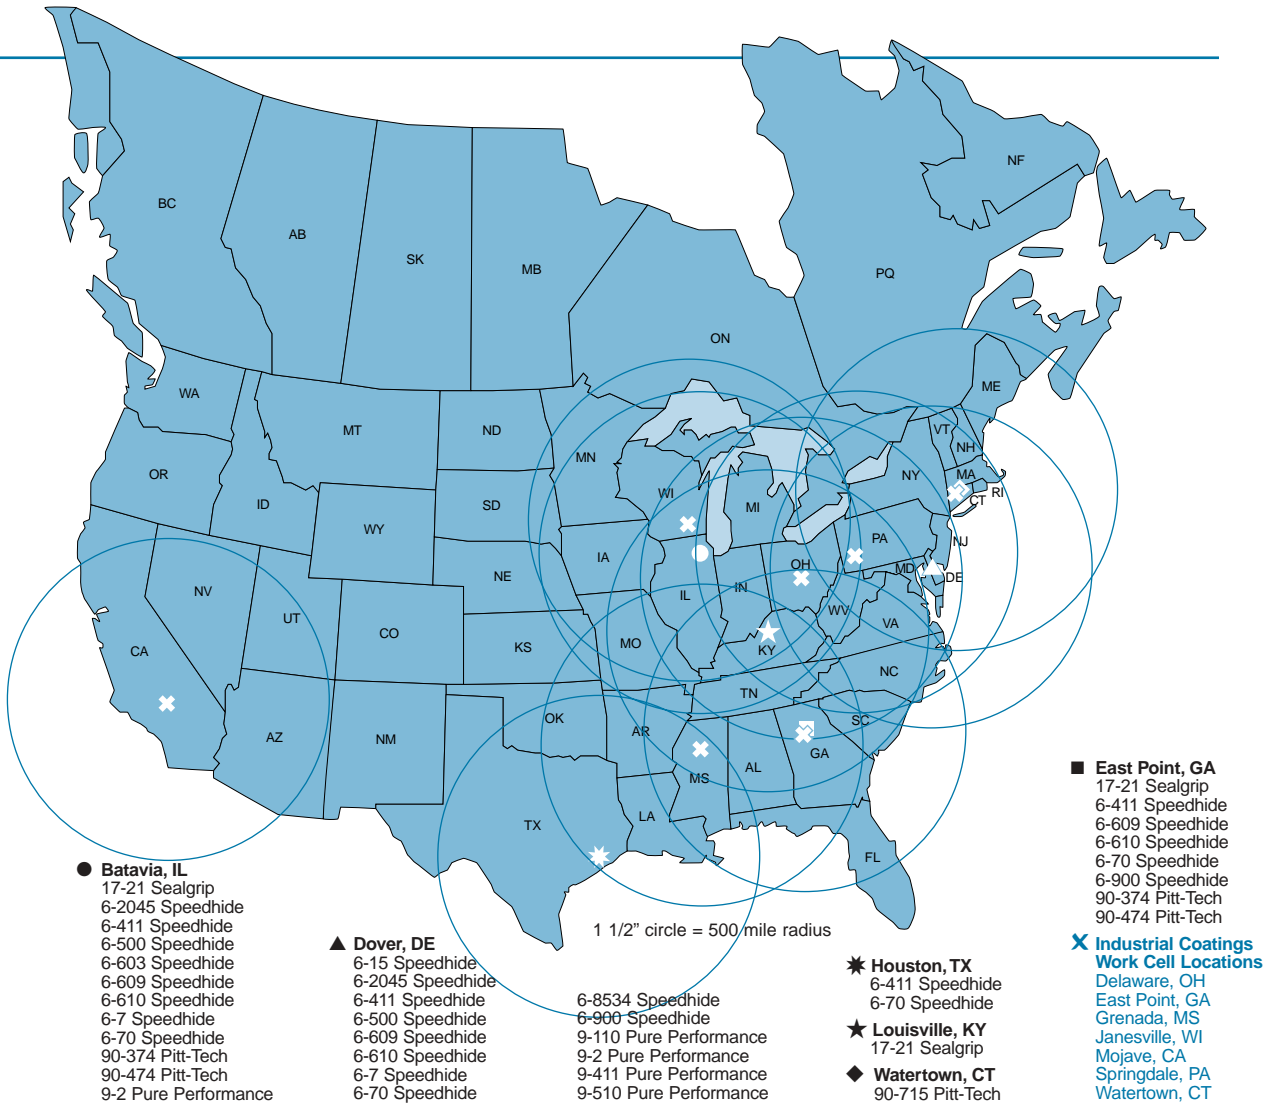 BC
AB
SK
MB
ON
PQ
NF
WA
MT
ND
MN
OR
ID
WY
SD
WI
MI
NY
VT
NH
ME
MA
RI
CT
NV
UT
CO
NE
IA
IL
IN
OH
PA
NJ
MD
DE
CA
KS
MO
KY
WV
VA
AZ
NM
OK
AR
TN
NC
SC
TX
LA
MS
AL
GA
FL
1 1/2" circle = 500 mile radius
Batavia, IL
17-21 Sealgrip
6-2045 Speedhide
6-411 Speedhide
6-500 Speedhide
6-603 Speedhide
6-609 Speedhide
6-610 Speedhide
6-7 Speedhide
6-70 Speedhide
90-374 Pitt-Tech
90-474 Pitt-Tech
9-2 Pure Performance
Dover, DE
6-15 Speedhide
6-2045 Speedhide
6-411 Speedhide
6-500 Speedhide
6-609 Speedhide
6-610 Speedhide
6-7 Speedhide
6-70 Speedhide
6-8534 Speedhide
6-900 Speedhide
9-110 Pure Performance
9-2 Pure Performance
9-411 Pure Performance
9-510 Pure Performance
Houston, TX
6-411 Speedhide
6-70 Speedhide
Louisville, KY
17-21 Sealgrip
Watertown, CT
90-715 Pitt-Tech
East Point, GA
17-21 Sealgrip
6-411 Speedhide
6-609 Speedhide
6-610 Speedhide
6-70 Speedhide
6-900 Speedhide
90-374 Pitt-Tech
90-474 Pitt-Tech
Industrial Coatings
Work Cell Locations
Delaware, OH
East Point, GA
Grenada, MS
Janesville, WI
Mojave, CA
Springdale, PA
Watertown, CT